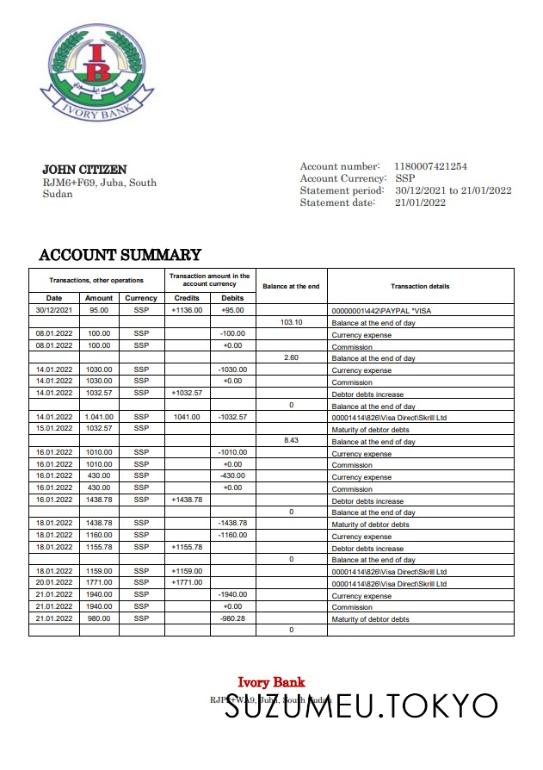 I
B
IVORY BANK
JOHN CITIZEN
RJM6+F69, Juba, South
Sudan
Account number: 1180007421254
Account Currency: SSP
Statement period: 30/12/2021 to 21/01/2022
Statement date: 21/01/2022
ACCOUNT SUMMARY
Transactions, other operations Transaction amount in the account currency Balance at the end Transaction details
Date Amount Currency Credits Debits
30/12/2021 95.00 SSP +1136.00 +95.00 00000001\442\PAYPAL *VISA
103.10 Balance at the end of day
08.01.2022 100.00 SSP -100.00 Currency expense
08.01.2022 100.00 SSP +0.00 Commission
2.60 Balance at the end of day
14.01.2022 1030.00 SSP -1030.00 Currency expense
14.01.2022 1030.00 SSP +0.00 Commission
14.01.2022 1032.57 SSP +1032.57 Debtor debts increase
0 Balance at the end of day
14.01.2022 1.041.00 SSP 1041.00 -1032.57 00001414\826\Visa Direct\Skrill Ltd
15.01.2022 1032.57 SSP Maturity of debtor debts
8.43 Balance at the end of day
16.01.2022 1010.00 SSP -1010.00 Currency expense
16.01.2022 1010.00 SSP +0.00 Commission
16.01.2022 430.00 SSP -430.00 Currency expense
16.01.2022 430.00 SSP +0.00 Commission
16.01.2022 1438.78 SSP +1438.78 Debtor debts increase
0 Balance at the end of day
18.01.2022 1438.78 SSP -1438.78 Maturity of debtor debts
18.01.2022 1160.00 SSP -1160.00 Currency expense
18.01.2022 1155.78 SSP +1155.78 Debtor debts increase
0 Balance at the end of day
18.01.2022 1159.00 SSP +1159.00 00001414\826\Visa Direct\Skrill Ltd
20.01.2022 1771.00 SSP +1771.00 00001414\826\Visa Direct\Skrill Ltd
21.01.2022 1940.00 SSP -1940.00 Currency expense
21.01.2022 1940.00 SSP +0.00 Commission
21.01.2022 980.00 SSP -980.28 Maturity of debtor debts
0
Ivory Bank
Juba, South Sudan
SUZUMEU.TOKYO